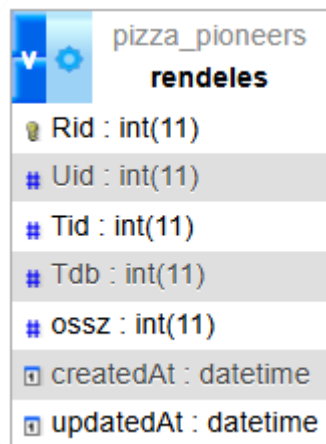 v pizza_pioneers
rendeles
Rid : int(11)
# Uid : int(11)
# Tid : int(11)
# Tdb : int(11)
# ossz : int(11)
createdAt : datetime
updatedAt : datetime